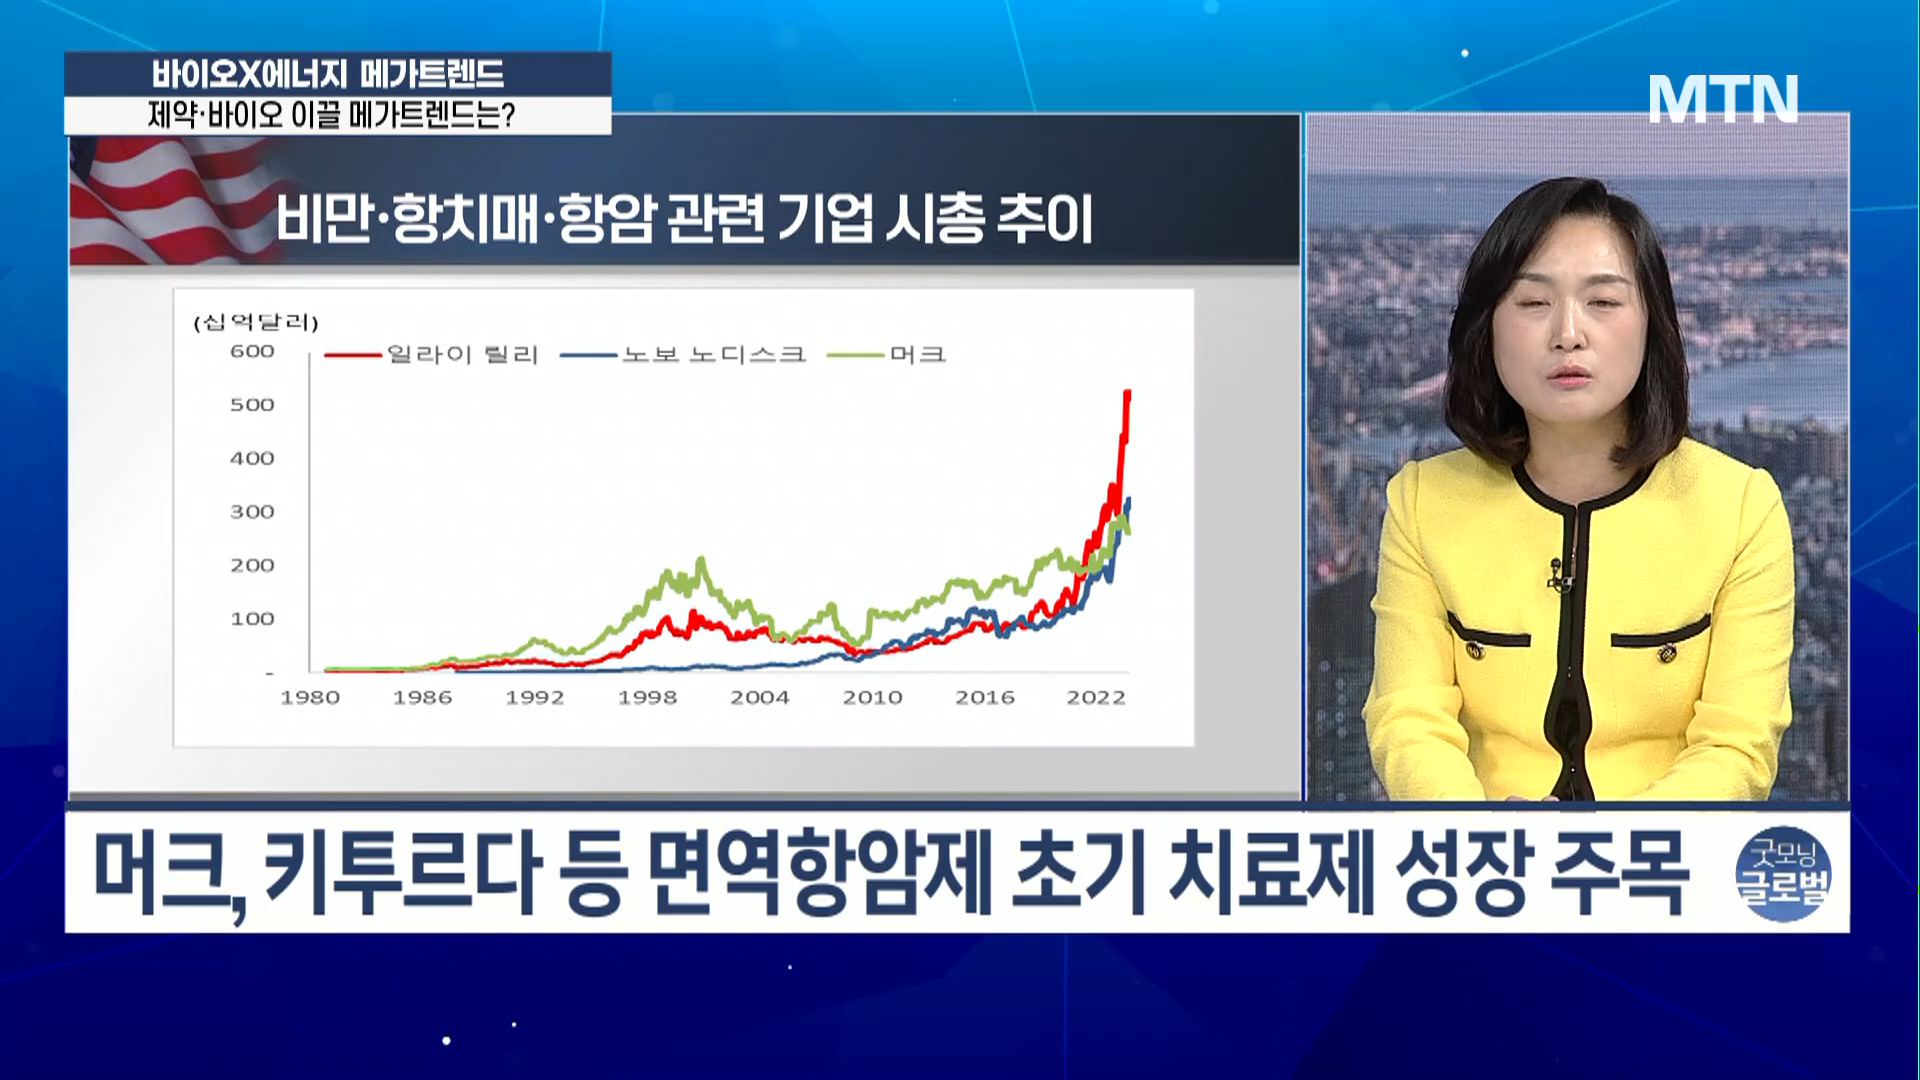 바이오X에너지 메가트렌드
제약·바이오 이끌 메가트렌드는?
MTN
비만·항치매·항암 관련 기업 시총 추이
(십억달러)
일라이 릴리 노보 노디스크 머크
600
500
400
300
200
100
-
1980 1986 1992 1998 2004 2010 2016 2022
머크, 키투르다 등 면역항암제 초기 치료제 성장 주목
굿모닝
글로벌